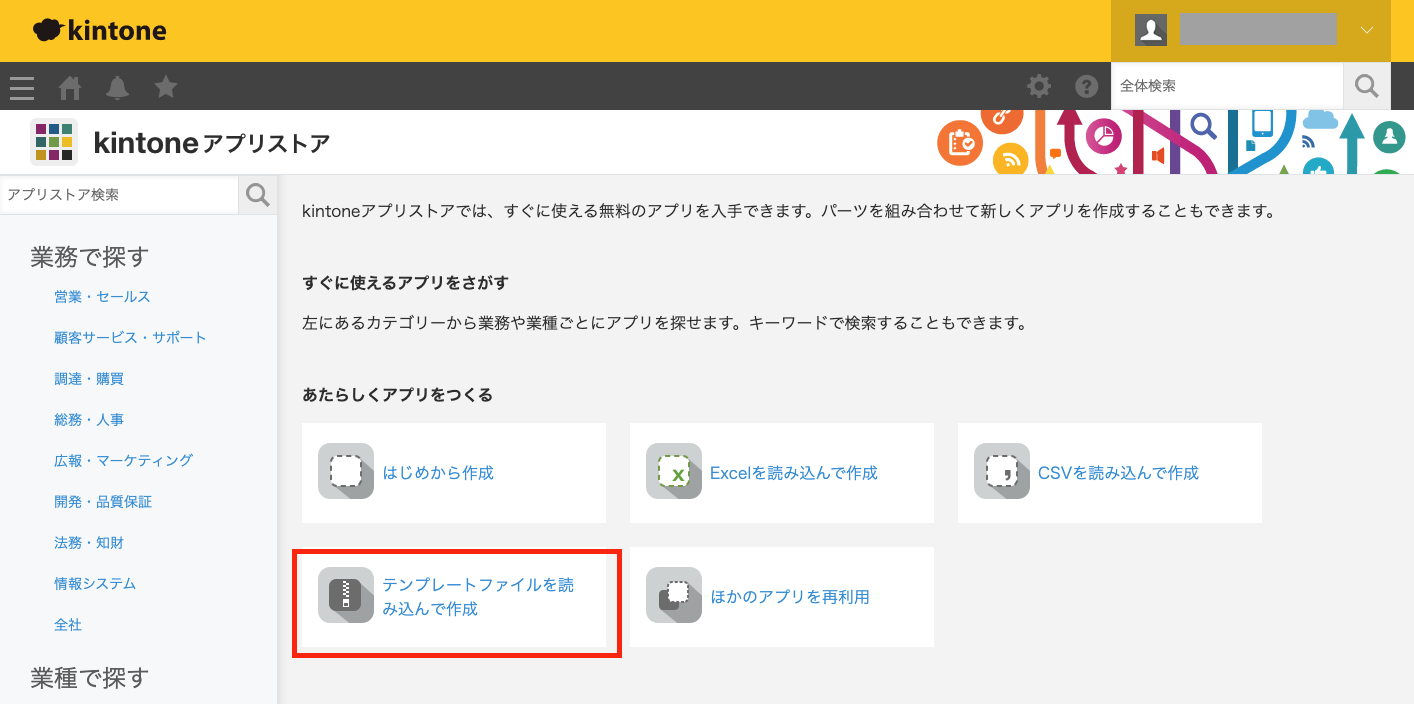 kintone
全体検索
kintoneアプリストア
アプリストア検索
業務で探す
営業・セールス
顧客サービス・サポート
調達・購買
総務・人事
広報・マーケティング
開発・品質保証
法務・知財
情報システム
全社
業種で探す
kintoneアプリストアでは、すぐに使える無料のアプリを入手できます。パーツを組み合わせて新しくアプリを作成することもできます。
すぐに使えるアプリをさがす
左にあるカテゴリーから業務や業種ごとにアプリを探せます。キーワードで検索することもできます。
あたらしくアプリをつくる
はじめから作成
Excelを読み込んで作成
CSVを読み込んで作成
テンプレートファイルを読
み込んで作成
ほかのアプリを再利用